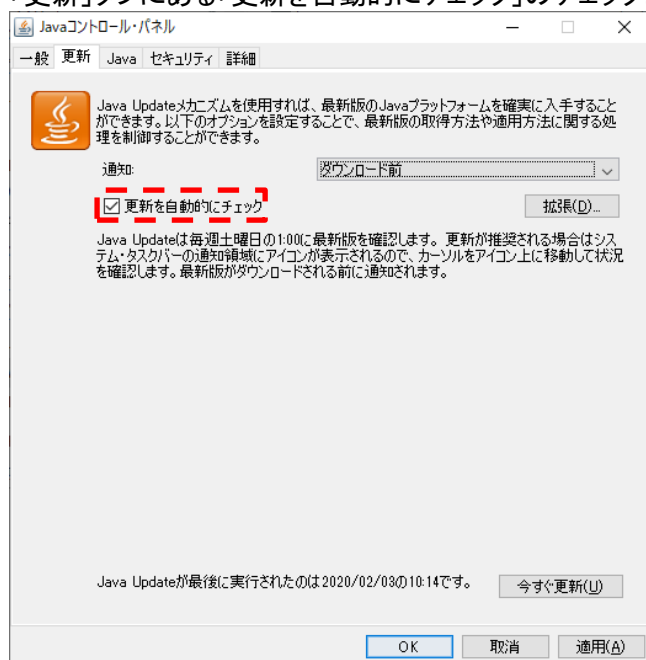 「更新」タブにある「更新を自動的にチェック」のチェック
Javaコントロール・パネル
一般 更新 Java セキュリティ 詳細
Java Updateメカニズムを使用すれば、最新版のJavaプラットフォームを確実に入手すること
ができます。以下のオプションを設定することで、最新版の取得方法や適用方法に関する処
理を制御することができます。
通知: ダウンロード前
更新を自動的にチェック 拡張(D)...
Java Updateは毎週土曜日の1:00に最新版を確認します。更新が推奨される場合はシス
テム・タスクバーの通知領域にアイコンが表示されるので、カーソルをアイコン上に移動して状況
を確認します。最新版がダウンロードされる前に通知されます。
Java Updateが最後に実行されたのは2020/02/03の10:14です。 今すぐ更新(U)
OK 取消 適用(A)